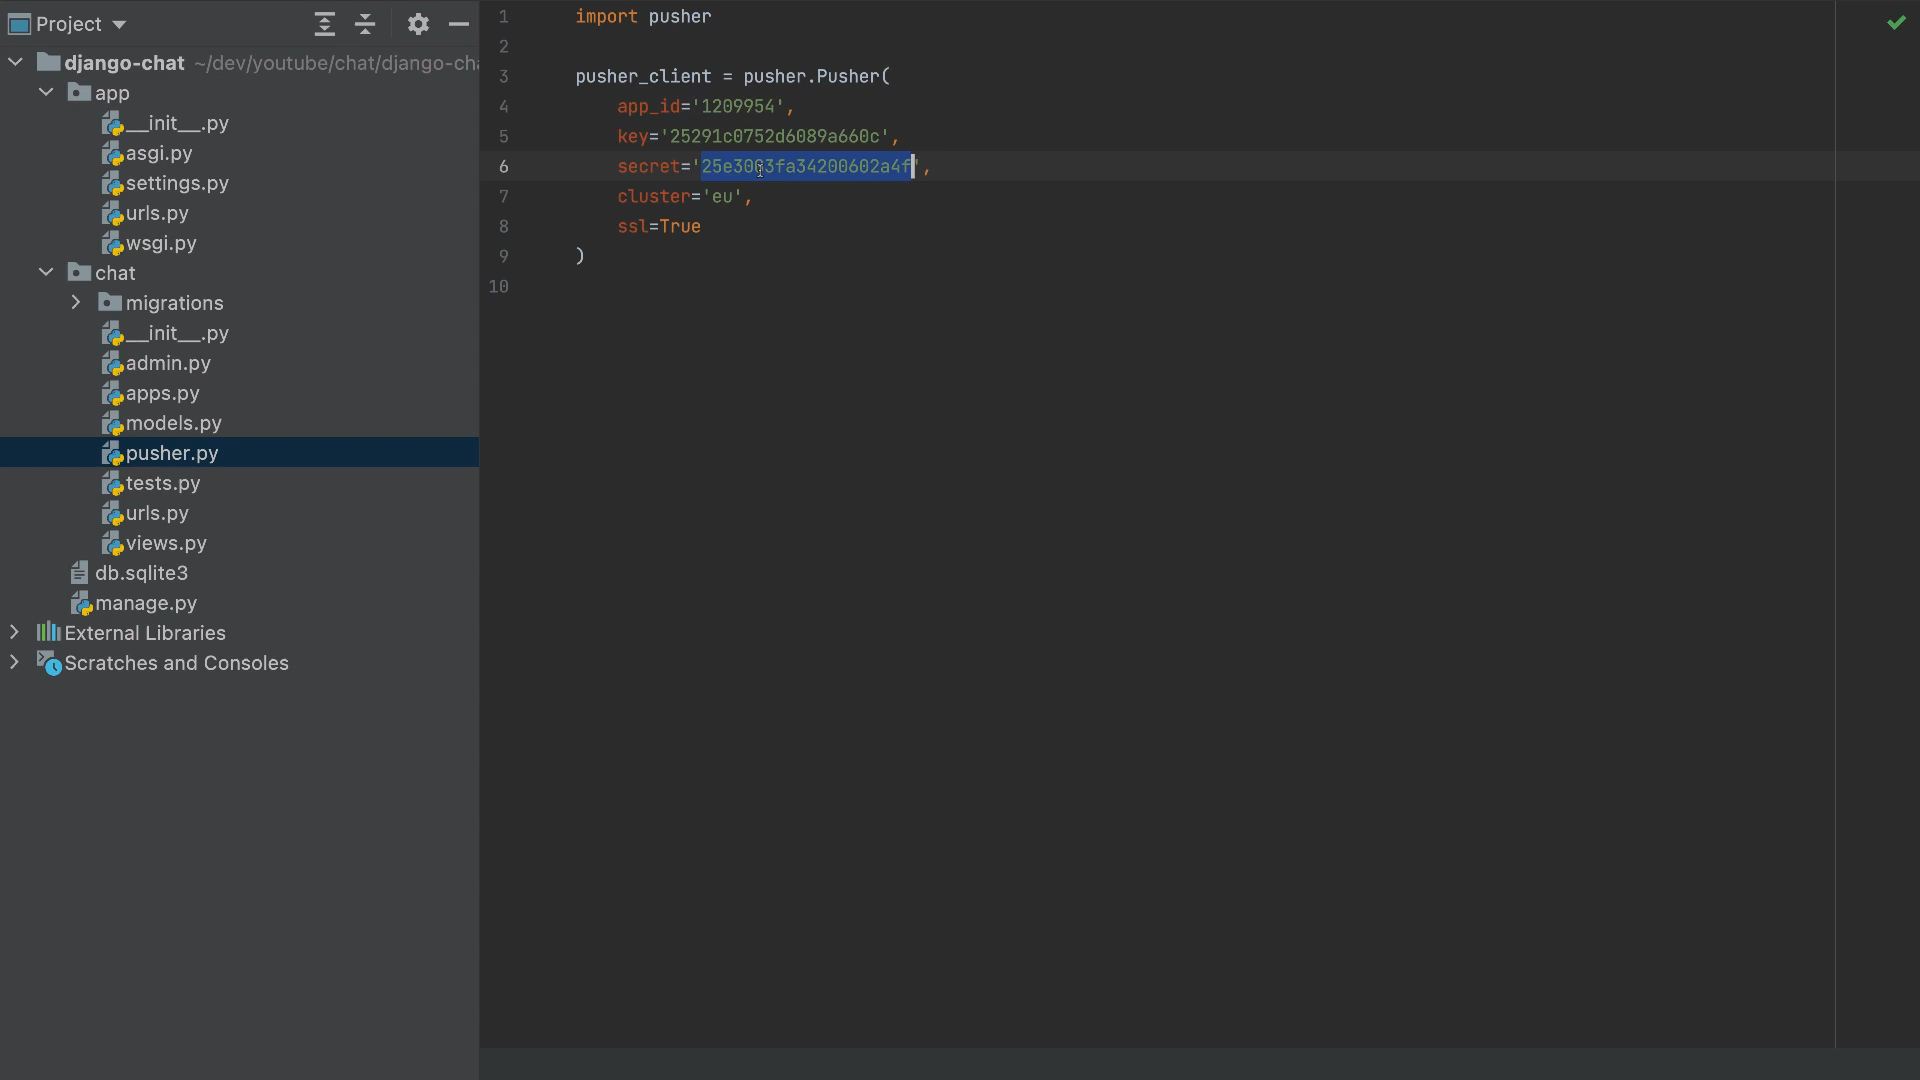 Project
django-chat ~/dev/youtube/chat/django-cha
app
__init__.py
asgi.py
settings.py
urls.py
wsgi.py
chat
migrations
__init__.py
admin.py
apps.py
models.py
pusher.py
tests.py
urls.py
views.py
db.sqlite3
manage.py
External Libraries
Scratches and Consoles
1 import pusher
2
3 pusher_client = pusher.Pusher(
4 app_id='1209954',
5 key='25291c0752d6089a660c',
6 secret='25e3003fa34200602a4f',
7 cluster='eu',
8 ssl=True
9 )
10